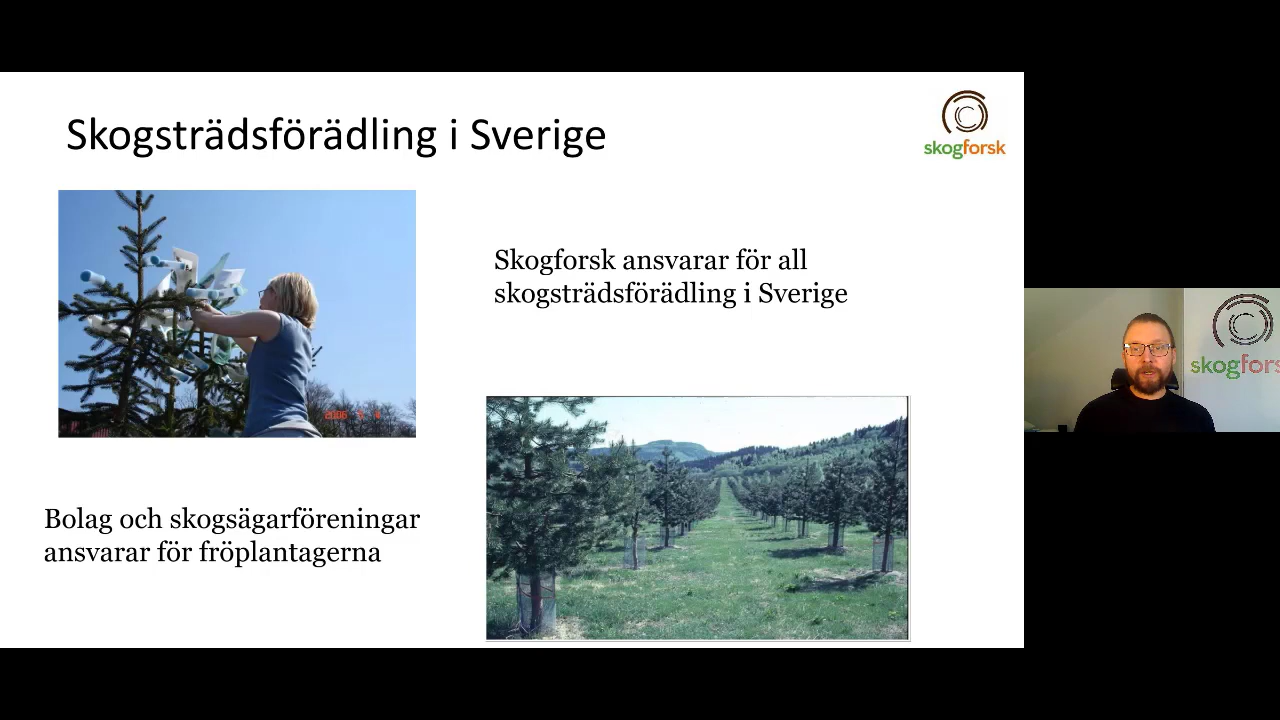 Skogsträdsförädling i Sverige
skogforsk
Skogforsk ansvarar för all
skogsträdsförädling i Sverige
skogfors
Bolag och skogsägarföreningar
ansvarar för fröplantagerna